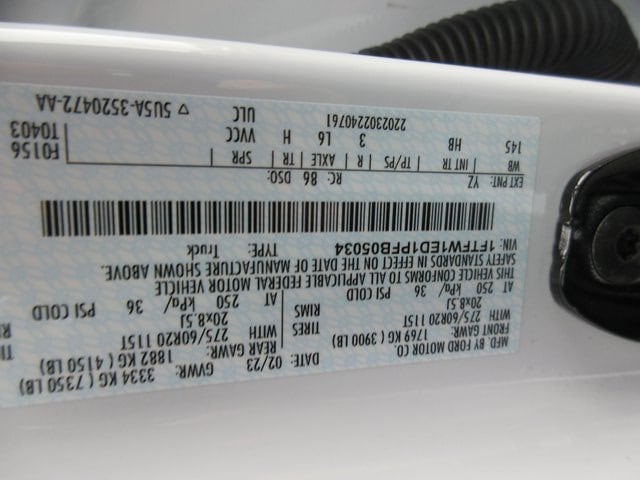 MFG BY FORD MOTOR CO.
DATE: 02/23 GVWR: 3334 KG ( 7350 LB)
FRONT GAWR: REAR GAWR:
1769 KG ( 3900 LB) 1882 KG ( 4150 LB)
275/60R20 115T TIRES WITH 275/60R20 115T
20x8.5J RIMS 20x8.5J
AT 250 kPa/ 36 PSI COLD AT 250 kPa/ 36 PSI COLD
THIS VEHICLE CONFORMS TO ALL APPLICABLE FEDERAL MOTOR VEHICLE
SAFETY STANDARDS IN EFFECT ON THE DATE OF MANUFACTURE SHOWN ABOVE.
VIN: 1FTFW1ED1PFB05034 TYPE: Truck
EXT PNT: YZ RC: 86 DSO:
WB INT TR TP/PS R AXLE TR SPR F0156
145 HB 3 L6 H VVCC T0403
2202302240761 ULC 5U5A-3520472-AA